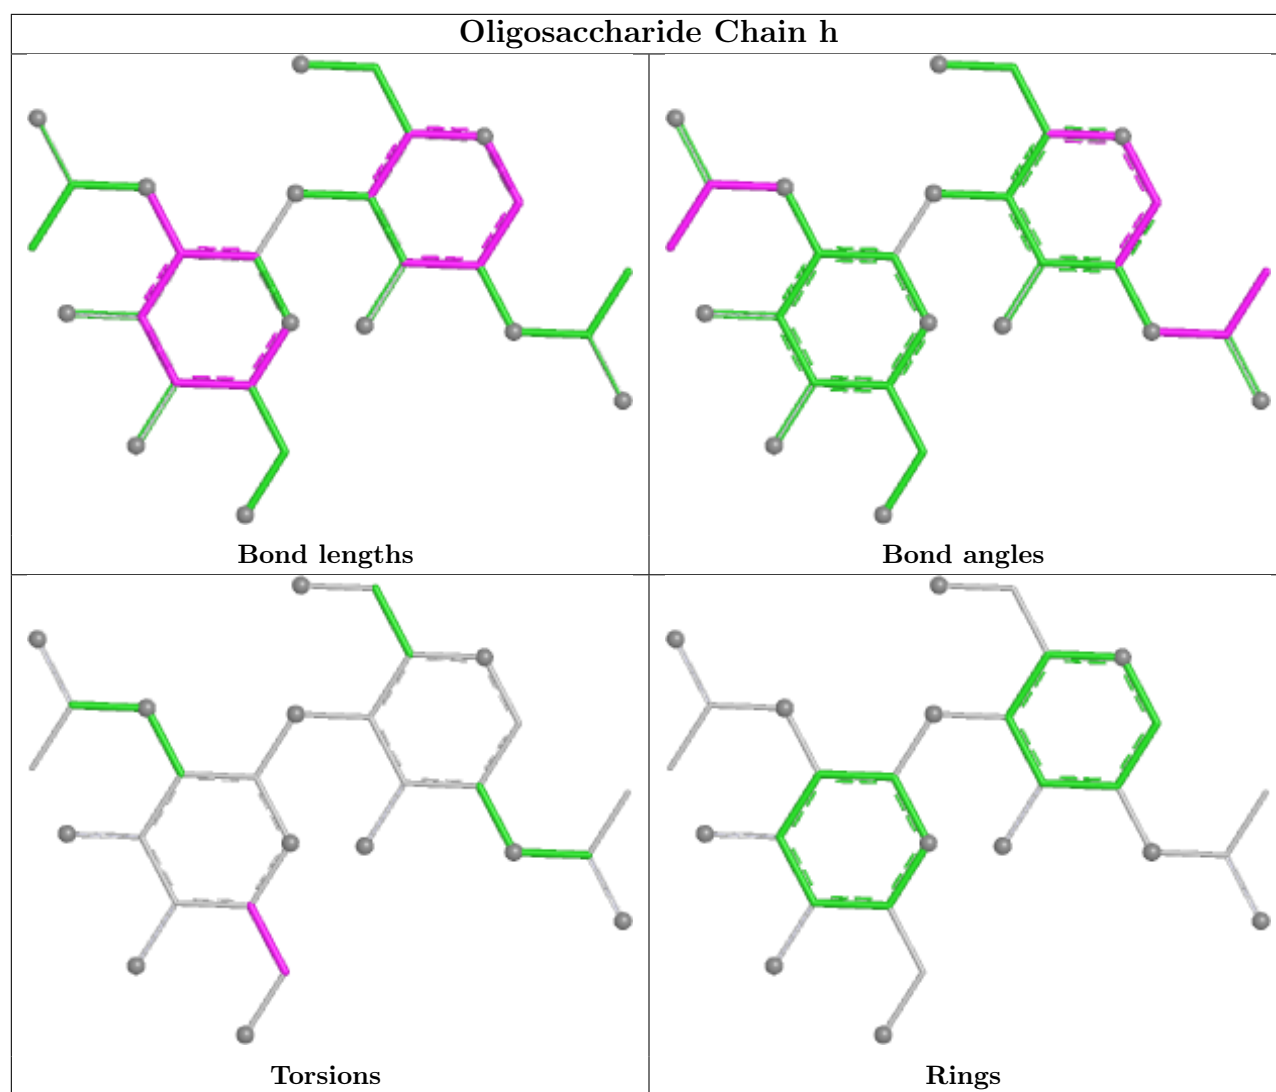 Oligosaccharide Chain h
Bond lengths
Bond angles
Torsions
Rings